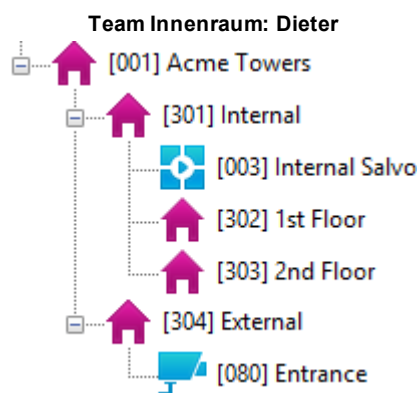 Team Innenraum: Dieter
[001] Acme Towers
[301] Internal
[003] Internal Salvo
[302] 1st Floor
[303] 2nd Floor
[304] External
[080] Entrance